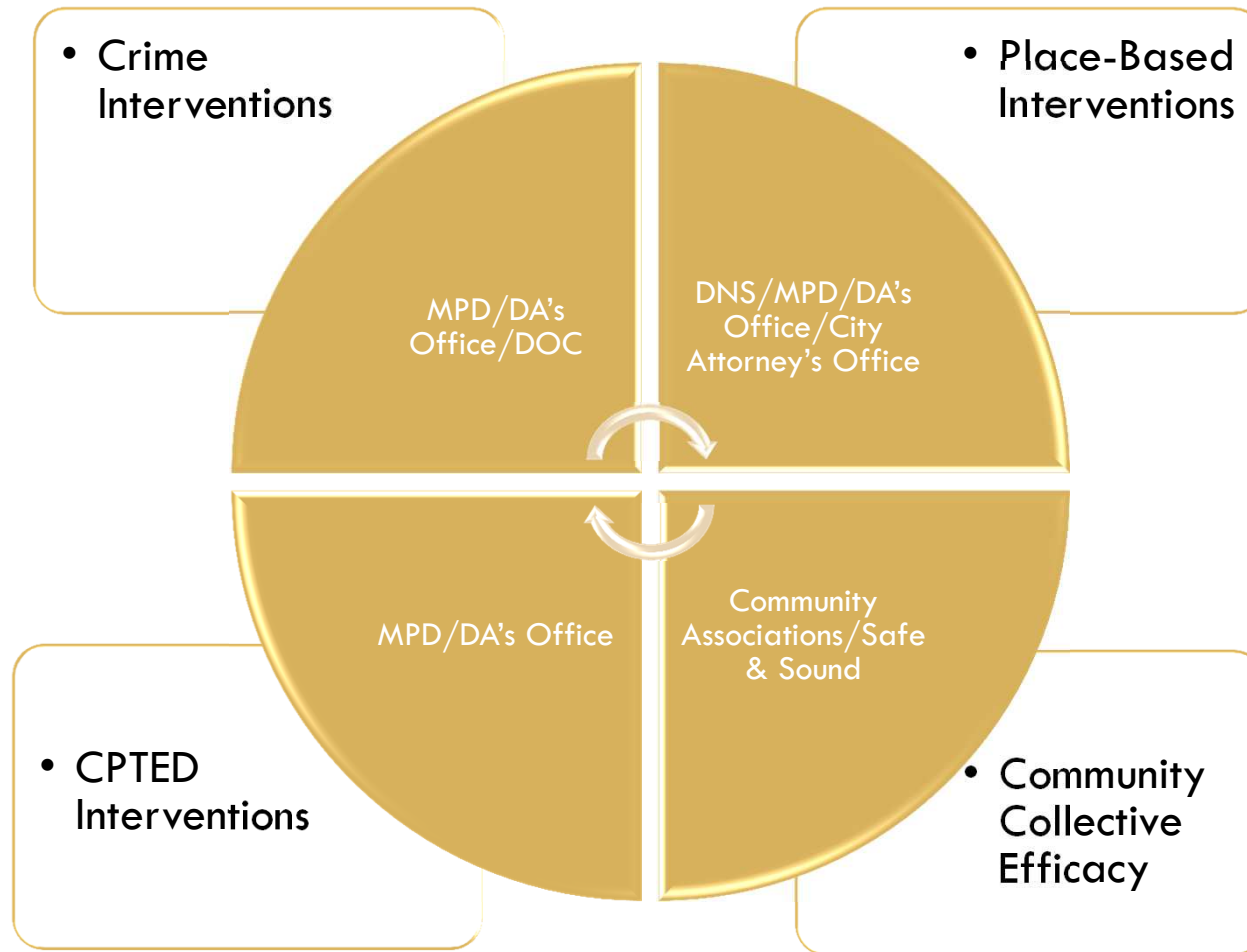 • Crime
Interventions
• Place-Based
Interventions
MPD/DA’s
Office/DOC
DNS/MPD/DA’s
Office/City
Attorney’s Office
MPD/DA’s Office
Community
Associations/Safe
& Sound
• CPTED
Interventions
• Community
Collective
Efficacy